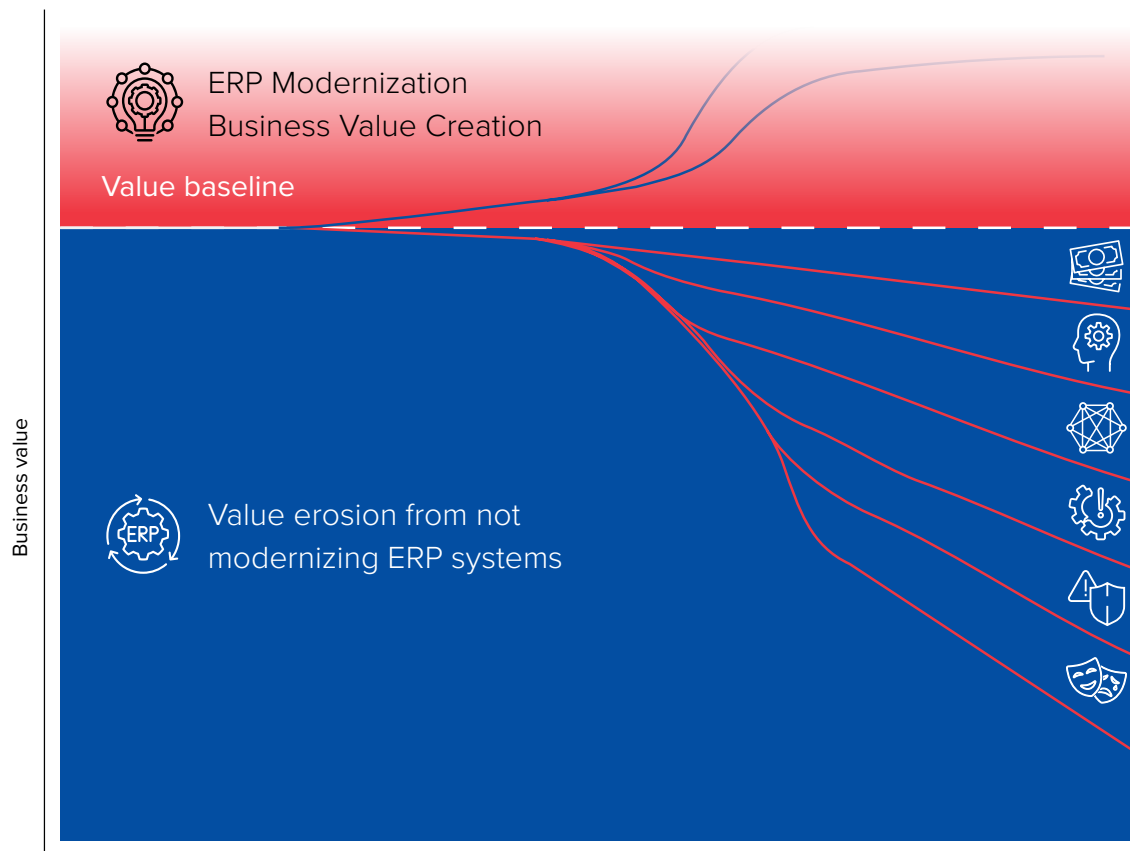 ERP Modernization
Business Value Creation
Value baseline
Business value
ERP
Value erosion from not
modernizing ERP systems